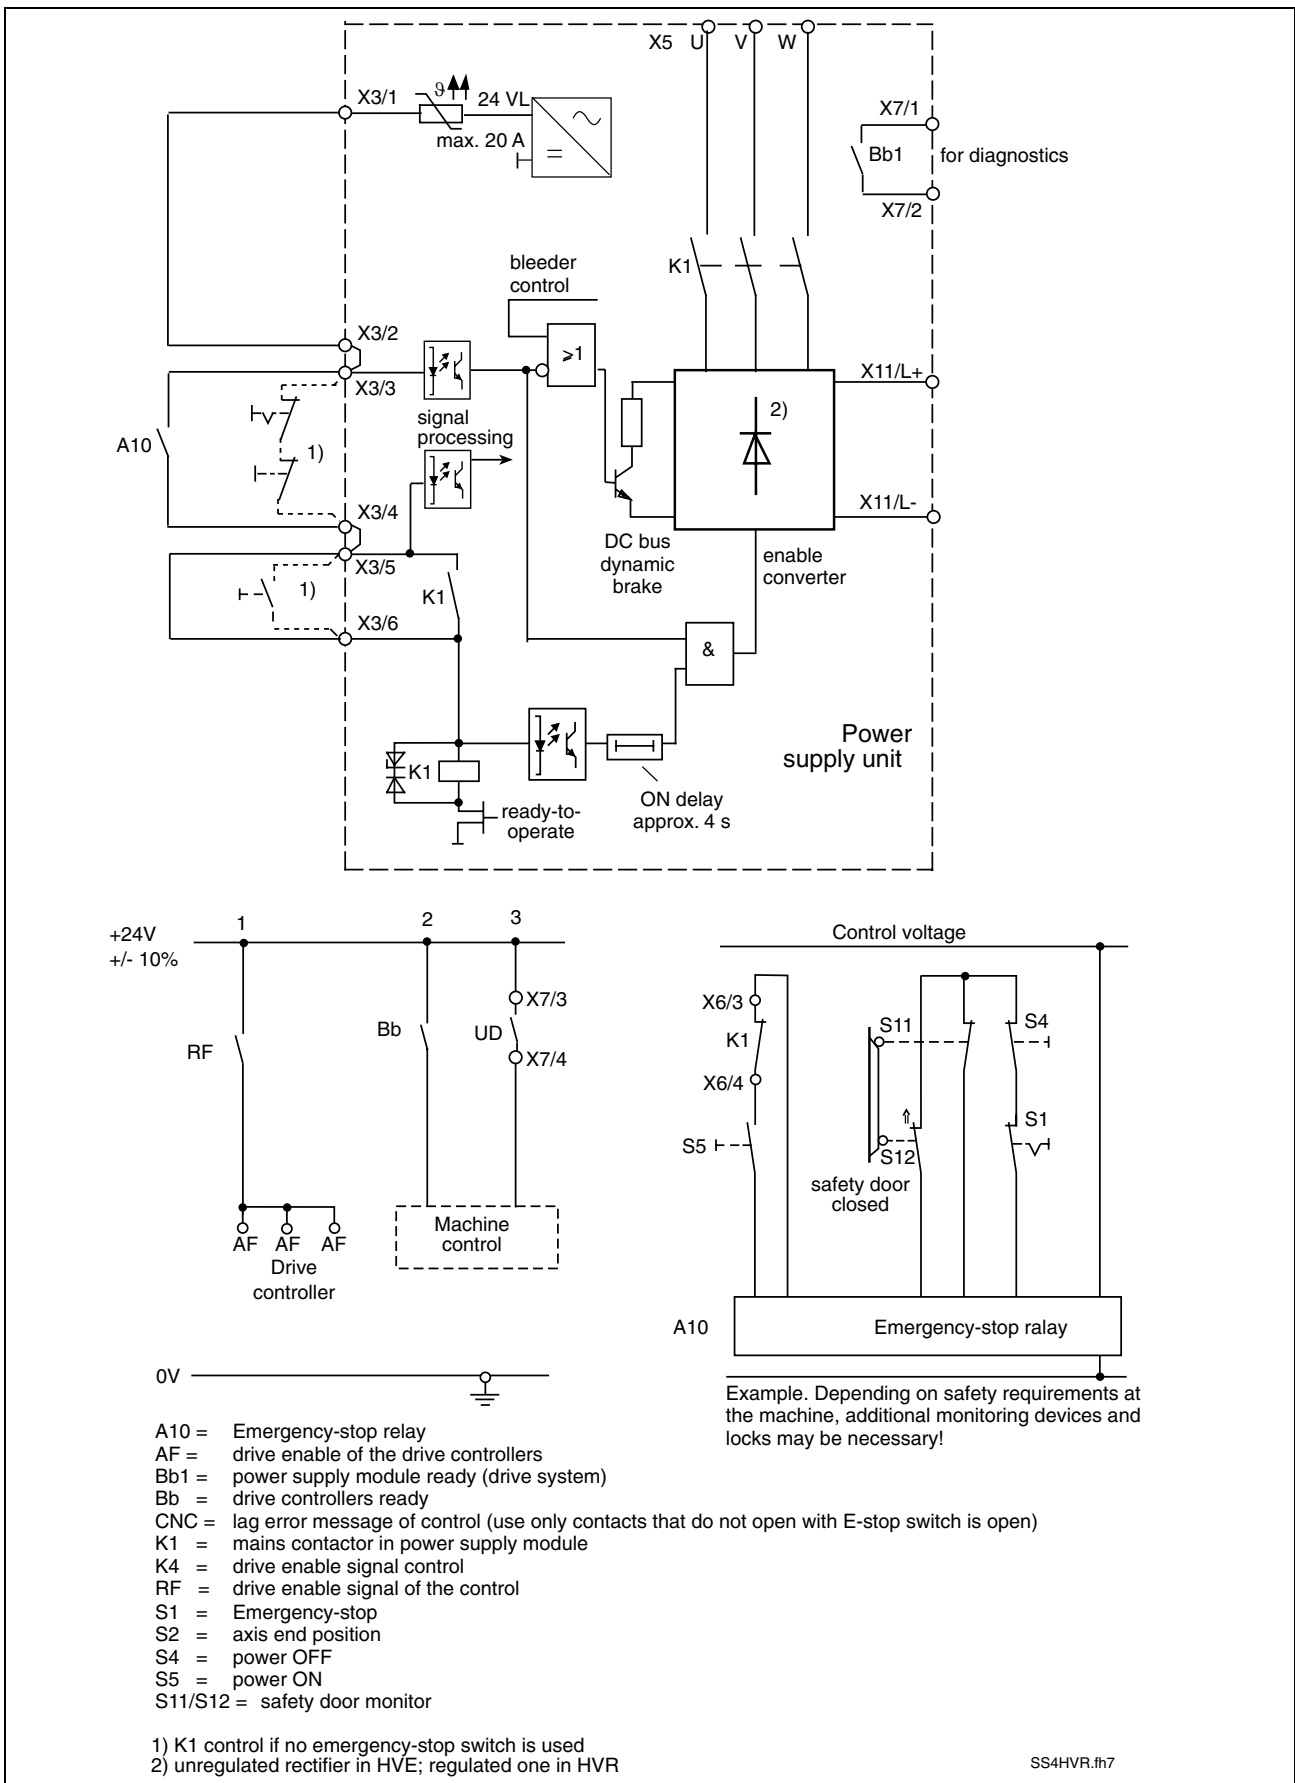 X5 U V W
X3/1
ϑ
24 VL
max. 20 A
~
=
X7/1
Bb1
for diagnostics
X7/2
K1
bleeder
control
X3/2
≥1
X3/3
X11/L+
2)
signal
processing
A10
1)
X3/4
X11/L-
DC bus
dynamic
brake
enable
converter
X3/5
1)
K1
X3/6
&
Power
supply unit
K1
ready-to-
operate
ON delay
approx. 4 s
+24V
+/- 10%
1
2
3
X7/3
Bb
UD
X7/4
RF
AF AF AF
Drive
controller
Machine
control
Control voltage
X6/3
K1
X6/4
S5
S11
S4
S12
S1
safety door
closed
A10
Emergency-stop ralay
0V
Example. Depending on safety requirements at
the machine, additional monitoring devices and
locks may be necessary!
A10 = Emergency-stop relay
AF = drive enable of the drive controllers
Bb1 = power supply module ready (drive system)
Bb = drive controllers ready
CNC = lag error message of control (use only contacts that do not open with E-stop switch is open)
K1 = mains contactor in power supply module
K4 = drive enable signal control
RF = drive enable signal of the control
S1 = Emergency-stop
S2 = axis end position
S4 = power OFF
S5 = power ON
S11/S12 = safety door monitor
1) K1 control if no emergency-stop switch is used
2) unregulated rectifier in HVE; regulated one in HVR
SS4HVR.fh7